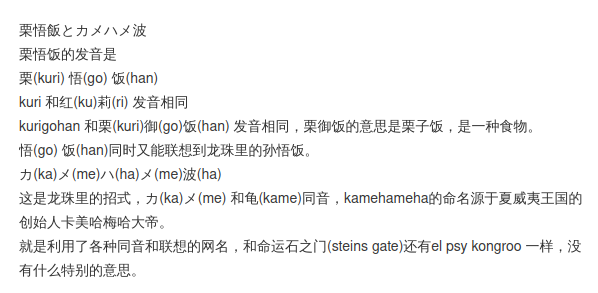 栗悟飯とカメハメ波
栗悟饭的发音是
栗(kuri) 悟(go) 饭(han)
kuri 和红(ku)莉(ri) 发音相同
kurigohan 和栗(kuri)御(go)饭(han) 发音相同，栗御饭的意思是栗子饭，是一种食物。
悟(go) 饭(han)同时又能联想到龙珠里的孙悟饭。
カ(ka)メ(me)ハ(ha)メ(me)波(ha)
这是龙珠里的招式，カ(ka)メ(me) 和龟(kame)同音，kamehameha的命名源于夏威夷王国的
创始人卡美哈梅哈大帝。
就是利用了各种同音和联想的网名，和命运石之门(steins gate)还有el psy kongroo 一样，没
有什么特别的意思。